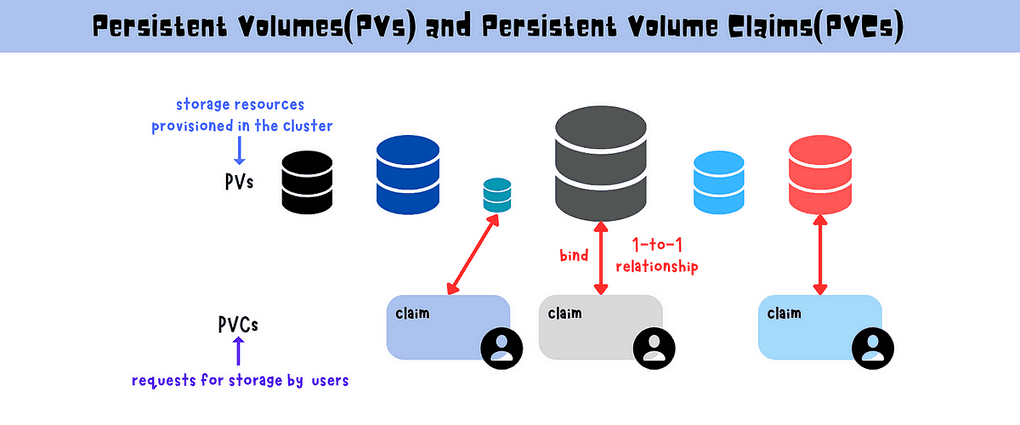 Persistent Volumes(PVs) and Persistent Volume Claims(PVCs)
storage resources
provisioned in the cluster
PVs
bind
1-to-1
relationship
claim
claim
claim
PVCs
requests for storage by users